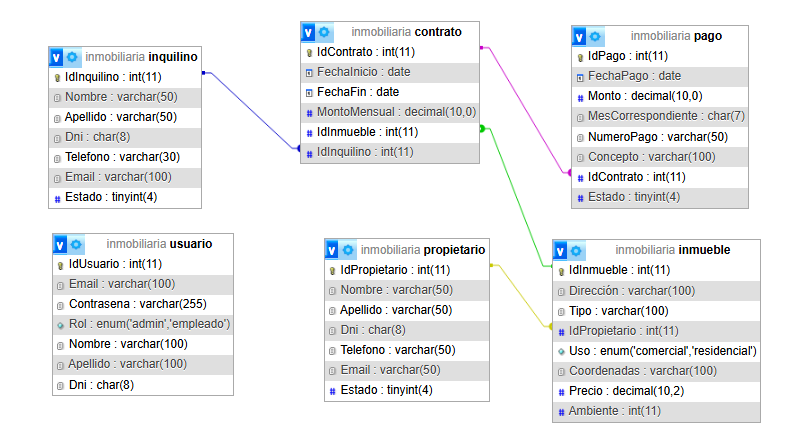 inmobiliaria inquilino
IdInquilino : int(11)
Nombre : varchar(50)
Apellido : varchar(50)
Dni : char(8)
Telefono : varchar(30)
Email : varchar(100)
Estado : tinyint(4)
inmobiliaria contrato
IdContrato : int(11)
FechaInicio : date
FechaFin : date
MontoMensual : decimal(10,0)
IdInmueble : int(11)
IdInquilino : int(11)
inmobiliaria pago
IdPago : int(11)
FechaPago : date
Monto : decimal(10,0)
MesCorrespondiente : char(7)
NumeroPago : varchar(50)
Concepto : varchar(100)
IdContrato : int(11)
Estado : tinyint(4)
inmobiliaria usuario
IdUsuario : int(11)
Email : varchar(100)
Contrasena : varchar(255)
Rol : enum('admin','empleado')
Nombre : varchar(100)
Apellido : varchar(100)
Dni : char(8)
inmobiliaria propietario
IdPropietario : int(11)
Nombre : varchar(50)
Apellido : varchar(50)
Dni : char(8)
Telefono : varchar(50)
Email : varchar(50)
Estado : tinyint(4)
inmobiliaria inmueble
IdInmueble : int(11)
Dirección : varchar(100)
Tipo : varchar(100)
IdPropietario : int(11)
Uso : enum('comercial','residencial')
Coordenadas : varchar(100)
Precio : decimal(10,2)
Ambiente : int(11)